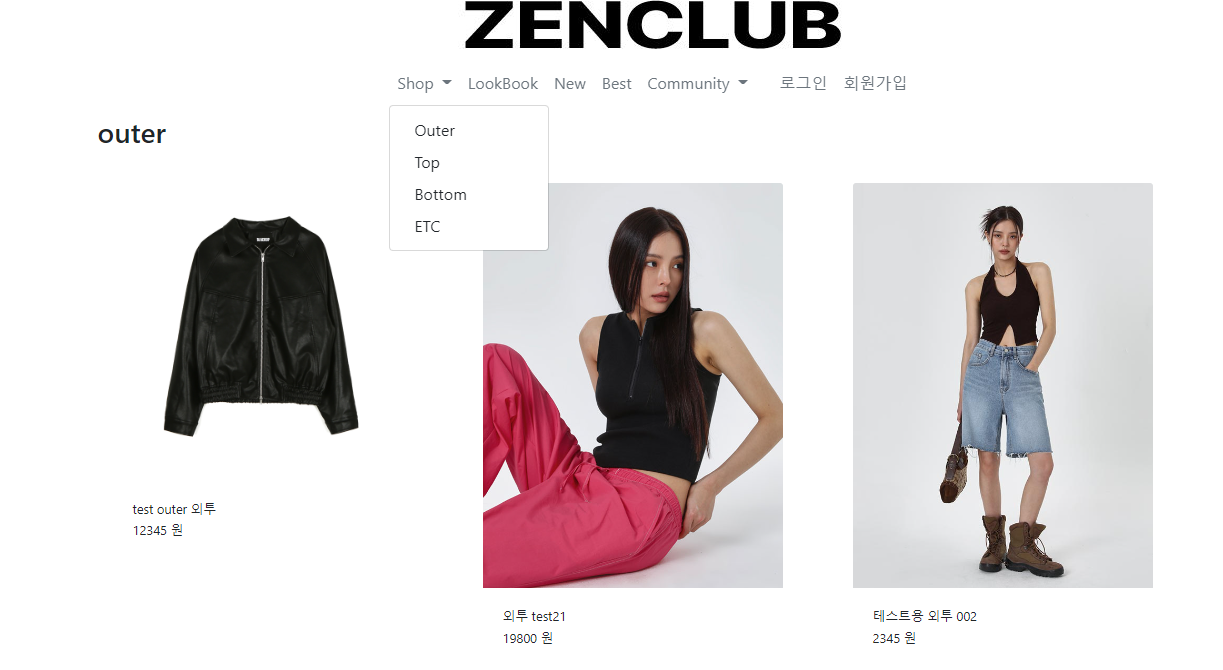 ZENCLUB
Shop LookBook New Best Community 로그인 회원가입
outer
Outer
Top
Bottom
ETC
test outer 외투
12345 원
외투 test21
19800 원
테스트용 외투 002
2345 원